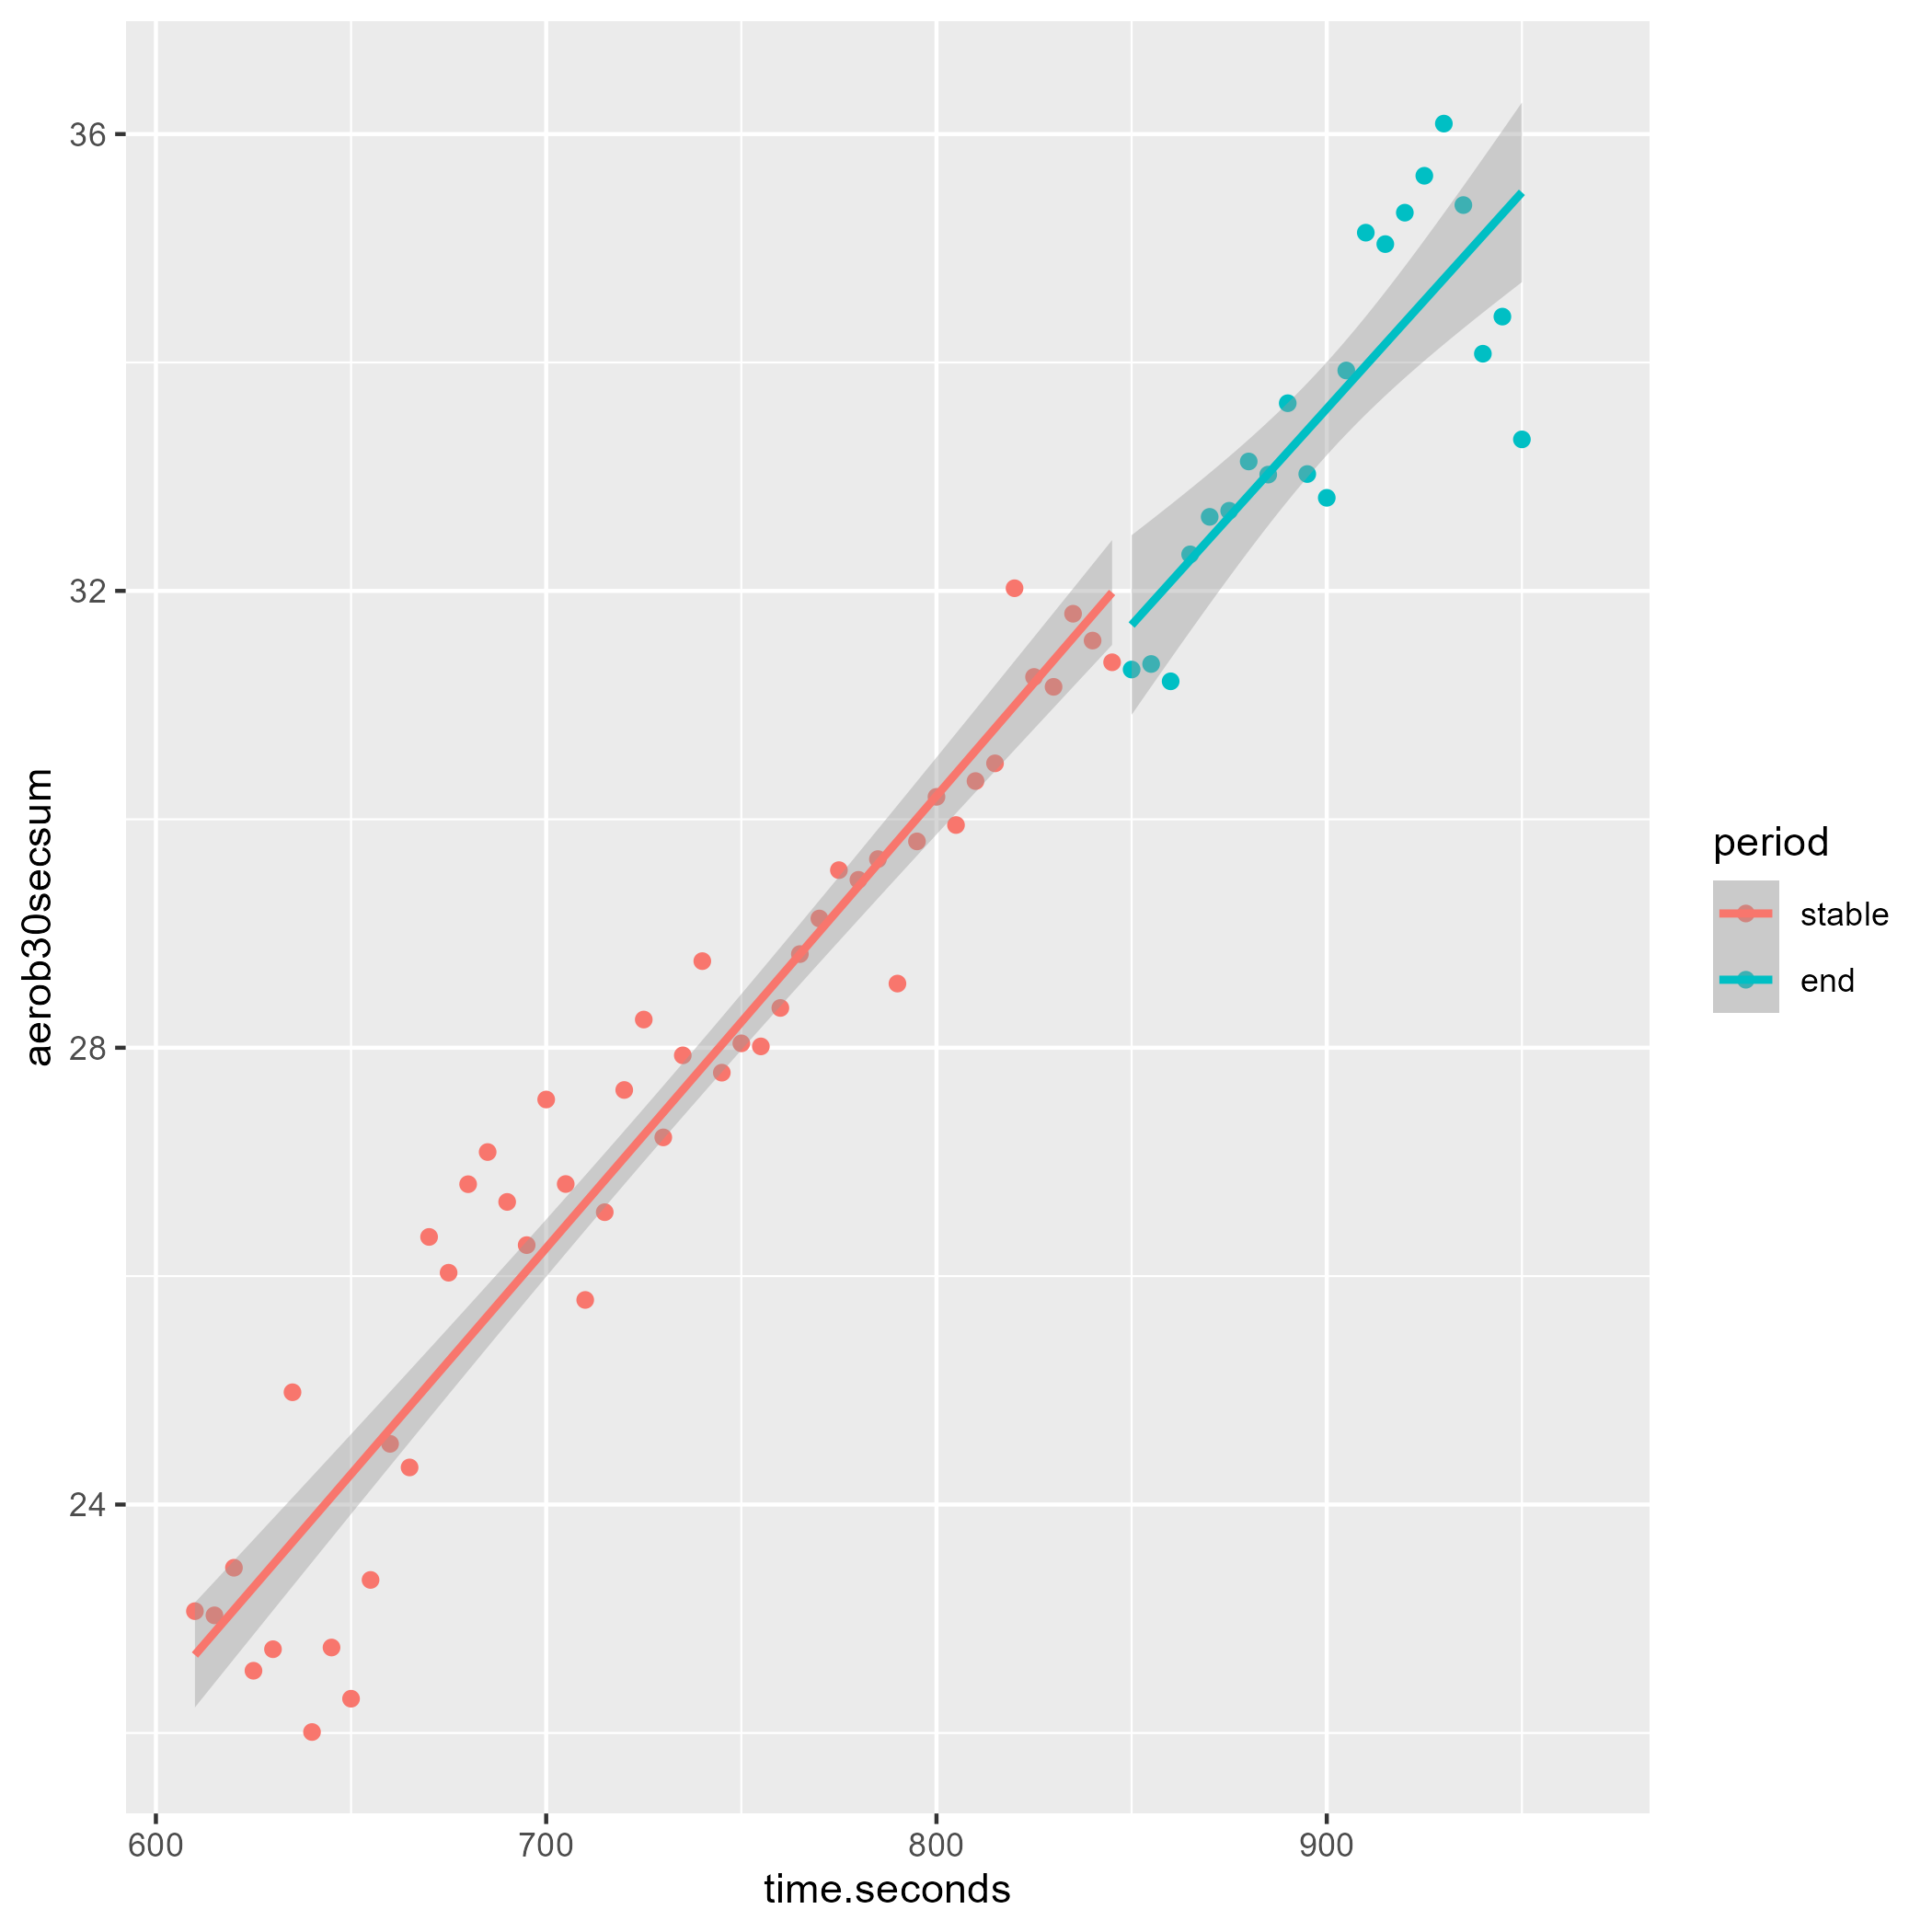 36
32
28
24
aerob30secsum
600 700 800 900
time.seconds
period
stable
end